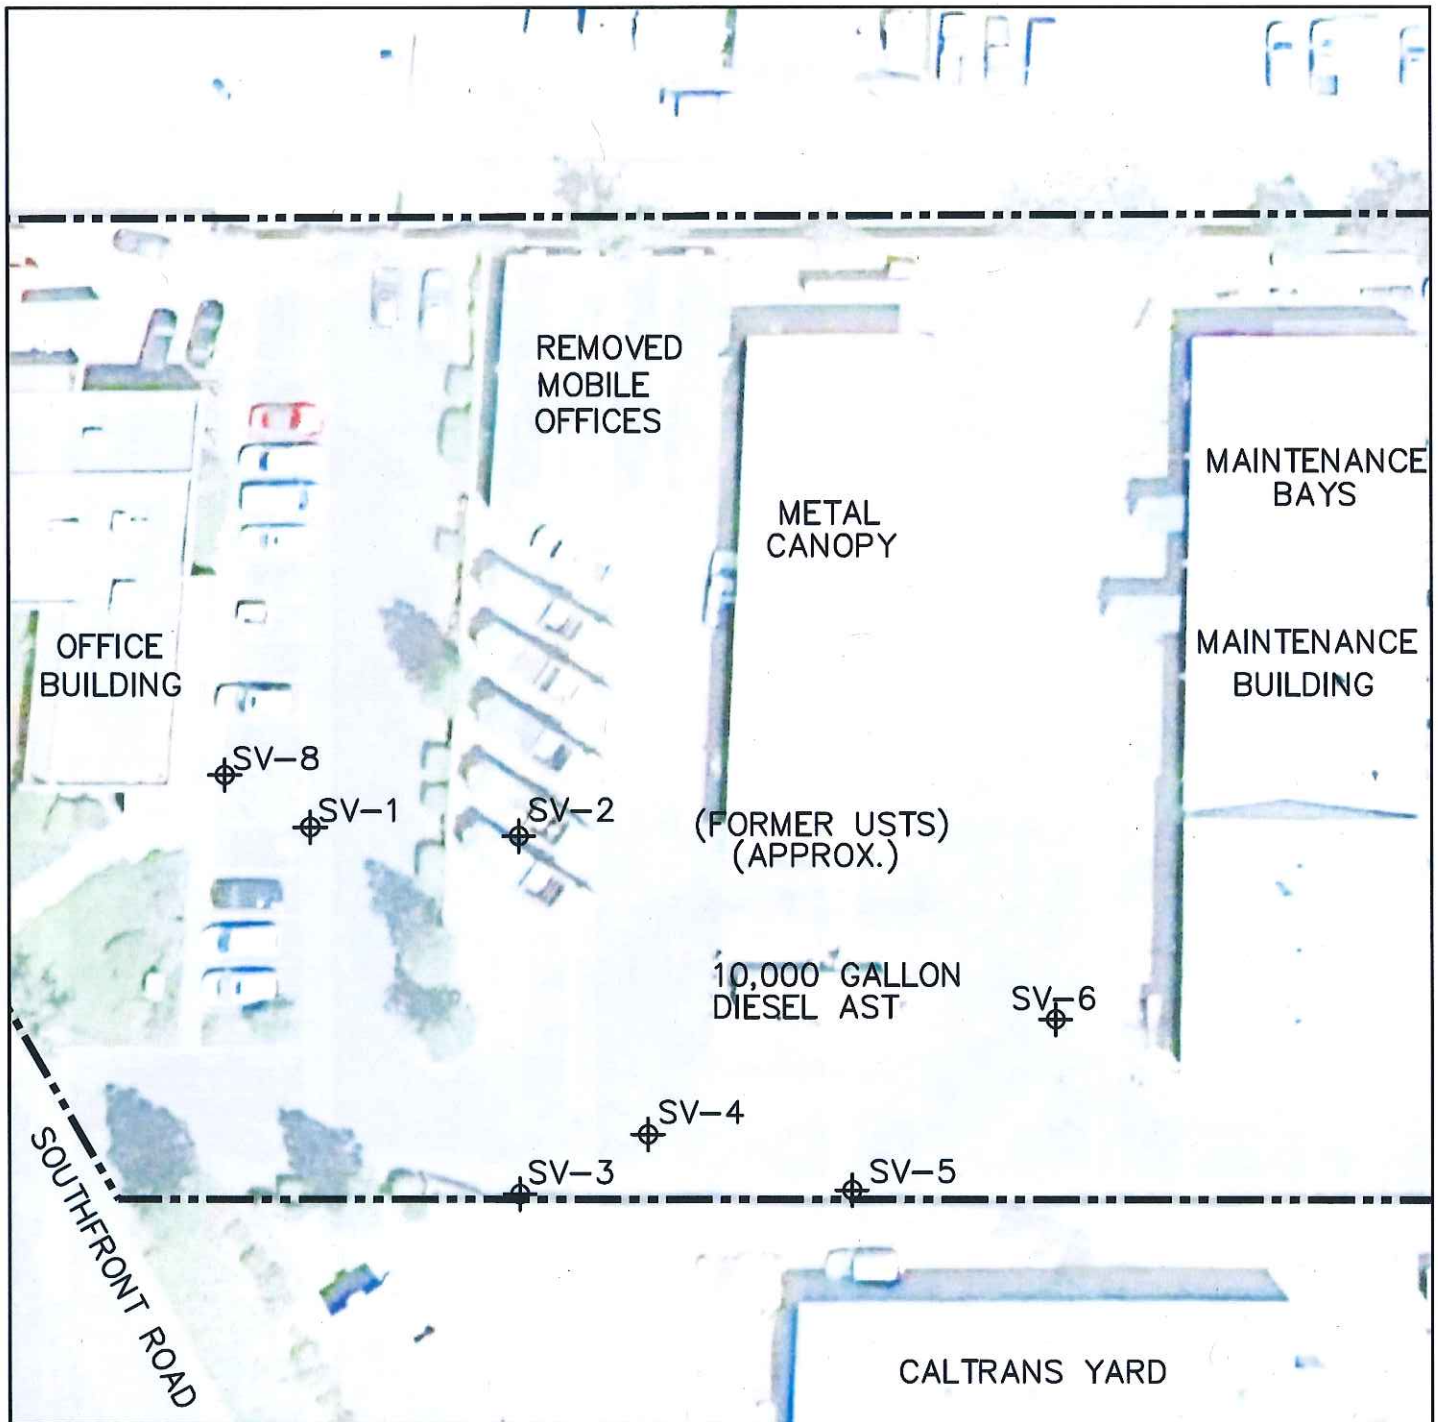 REMOVED
MOBILE
OFFICES
METAL
CANOPY
MAINTENANCE
BAYS
MAINTENANCE
BUILDING
OFFICE
BUILDING
SV-8
SV-1
SV-2
(FORMER USTS)
(APPROX.)
10,000 GALLON
DIESEL AST
SV-6
SV-4
SV-3
SV-5
SOUTHFRONT ROAD
CALTRANS YARD